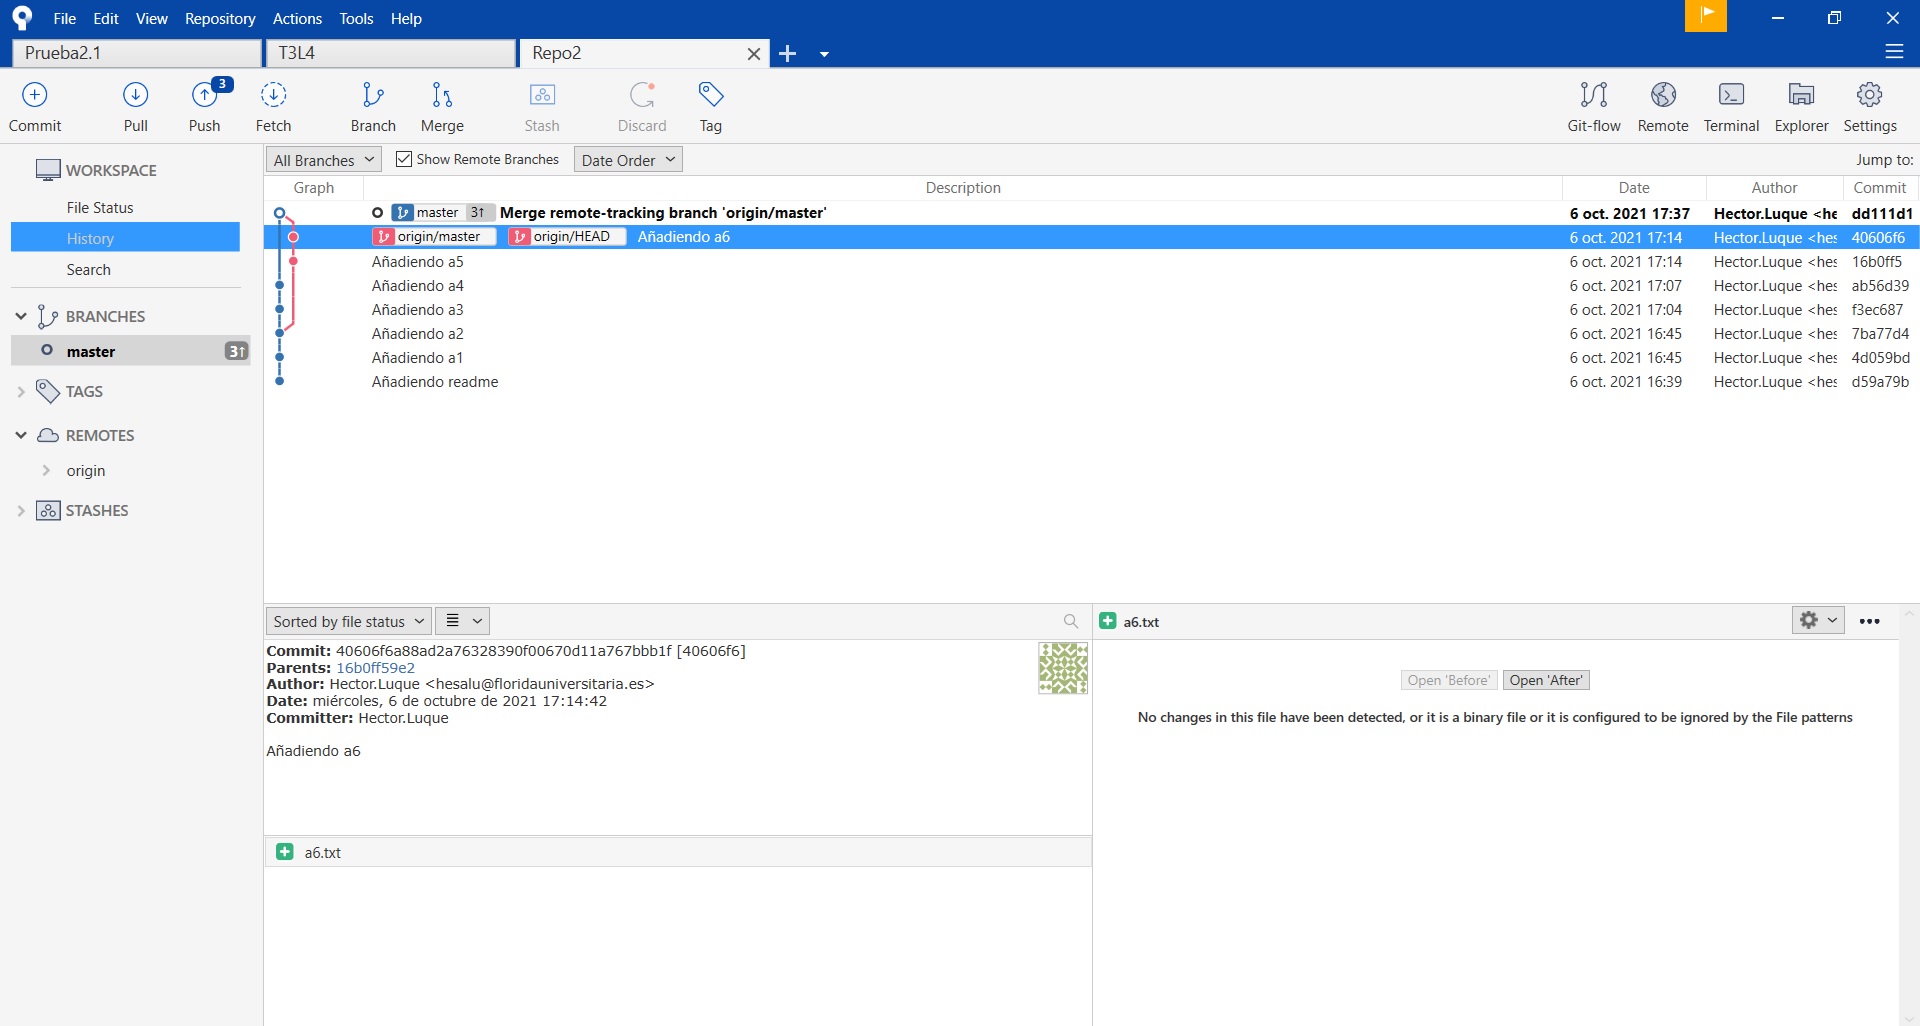 File Edit View Repository Actions Tools Help
Prueba2.1 T3L4 Repo2
3
Commit Pull Push Fetch Branch Merge Stash Discard Tag Git-flow Remote Terminal Explorer Settings
All Branches Show Remote Branches Date Order Jump to:
WORKSPACE
File Status
History
Search
BRANCHES
master 3↑
TAGS
REMOTES
origin
STASHES
Graph Description Date Author Commit
master 3↑ Merge remote-tracking branch 'origin/master' 6 oct. 2021 17:37 Hector.Luque <he dd111d1
origin/master origin/HEAD Añadiendo a6 6 oct. 2021 17:14 Hector.Luque <hes 40606f6
Añadiendo a5 6 oct. 2021 17:14 Hector.Luque <hes 16b0ff5
Añadiendo a4 6 oct. 2021 17:07 Hector.Luque <hes ab56d39
Añadiendo a3 6 oct. 2021 17:04 Hector.Luque <hes f3ec687
Añadiendo a2 6 oct. 2021 16:45 Hector.Luque <hes 7ba77d4
Añadiendo a1 6 oct. 2021 16:45 Hector.Luque <hes 4d059bd
Añadiendo readme 6 oct. 2021 16:39 Hector.Luque <hes d59a79b
Sorted by file status
Commit: 40606f6a88ad2a76328390f00670d11a767bbb1f [40606f6]
Parents: 16b0ff59e2
Author: Hector.Luque <hesalu@floridauniversitaria.es>
Date: miércoles, 6 de octubre de 2021 17:14:42
Committer: Hector.Luque
Añadiendo a6
a6.txt
a6.txt
Open 'Before' Open 'After'
No changes in this file have been detected, or it is a binary file or it is configured to be ignored by the File patterns